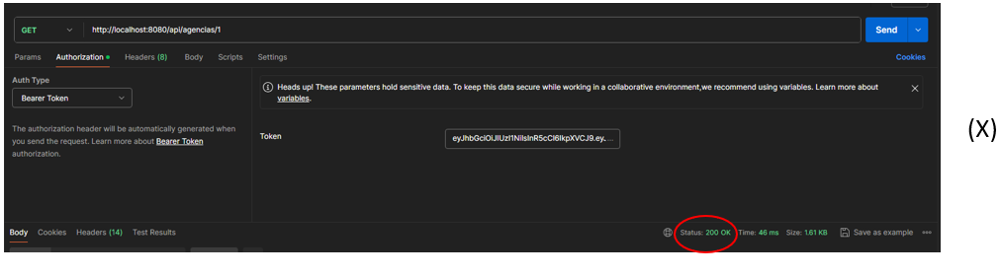 GET http://localhost:8080/api/agencias/1 Send
Params Authorization Headers (8) Body Scripts Settings Cookies
Auth Type
Bearer Token
Heads up! These parameters hold sensitive data. To keep this data secure while working in a collaborative environment,we recommend using variables. Learn more about
variables.
The authorization header will be automatically generated when
you send the request. Learn more about Bearer Token
authorization.
Token eyJhbGciOiJIUzI1NiIsInR5cCI6IkpXVCJ9.ey.…
(X)
Body Cookies Headers (14) Test Results Status: 200 OK Time: 46 ms Size: 1.61 KB Save as example